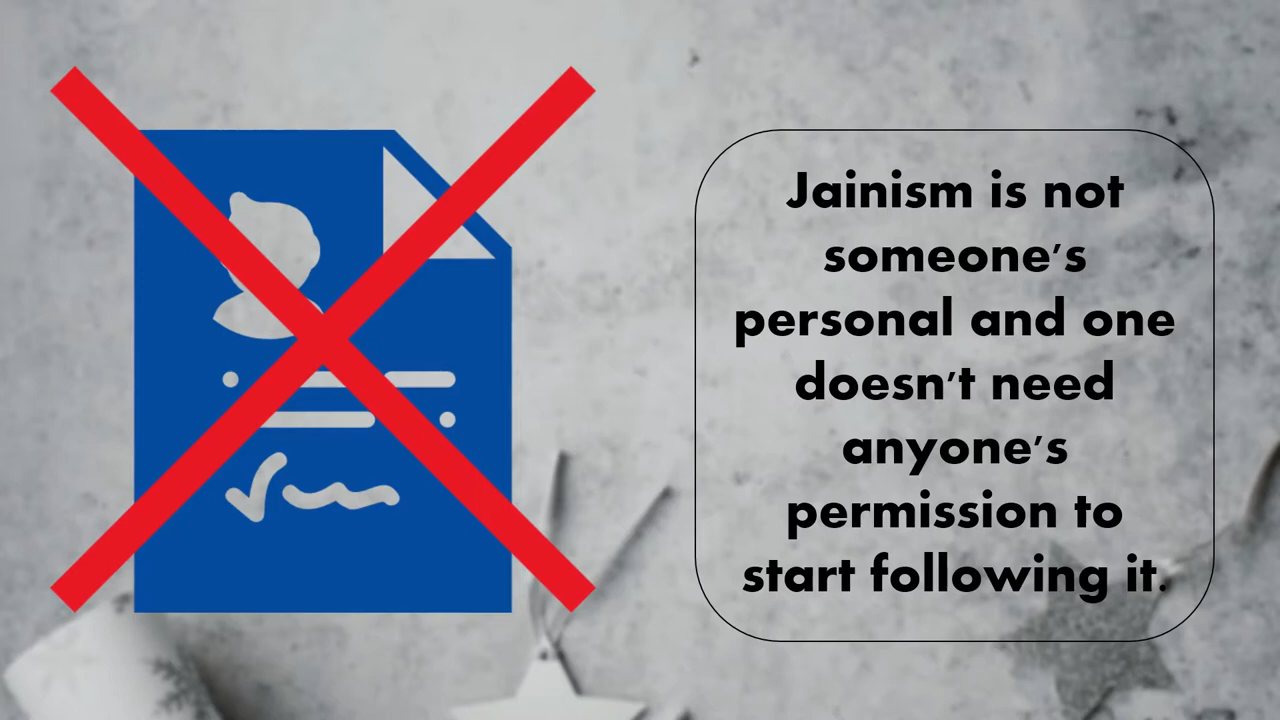 Jainism is not
someone's
personal and one
doesn't need
anyone's
permission to
start following it.